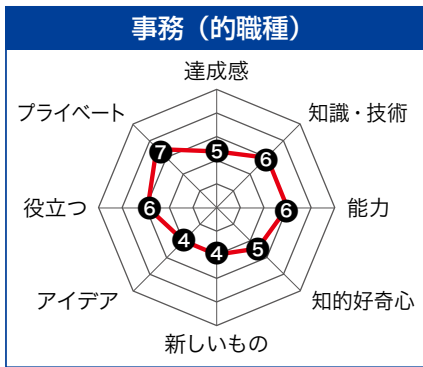 事務（的職種）
達成感
プライベート
知識・技術
7
5
6
役立つ
6
6
能力
4
4
5
アイデア
知的好奇心
新しいもの